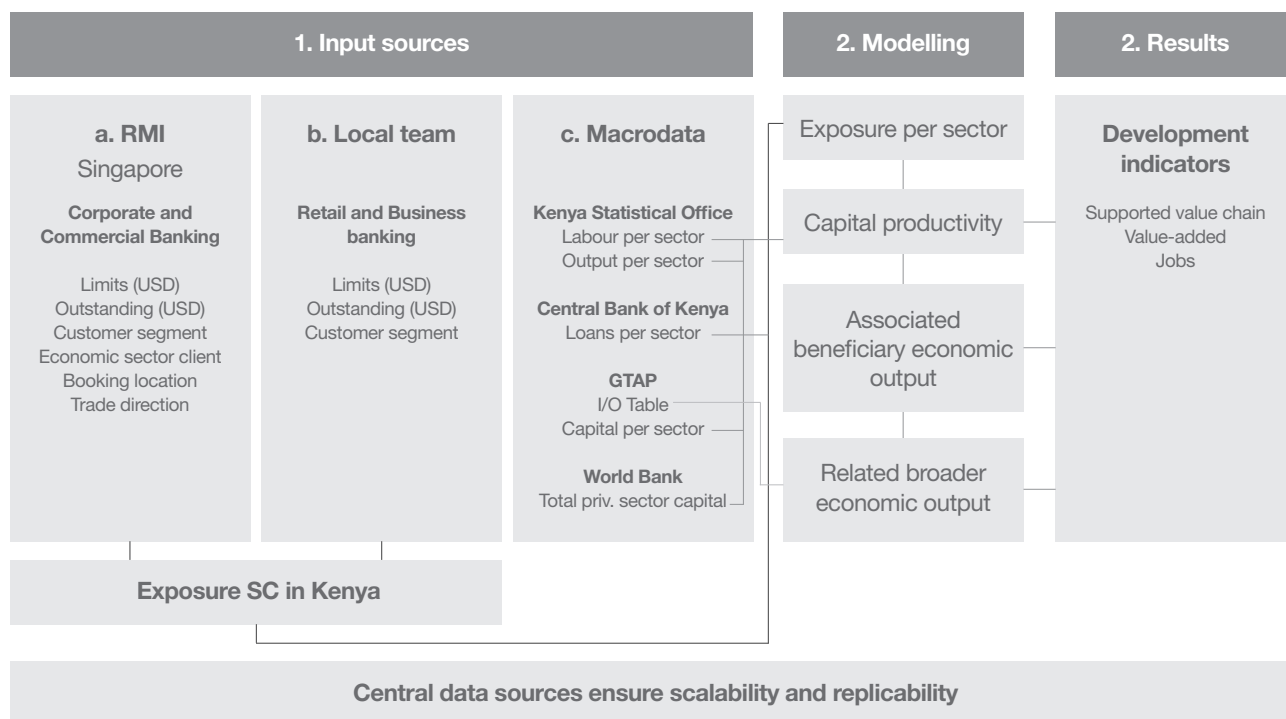 1. Input sources
2. Modelling
2. Results
a. RMI
Singapore
Corporate and
Commercial Banking
Limits (USD)
Outstanding (USD)
Customer segment
Economic sector client
Booking location
Trade direction
b. Local team
Retail and Business
banking
Limits (USD)
Outstanding (USD)
Customer segment
c. Macrodata
Kenya Statistical Office
Labour per sector
Output per sector
Central Bank of Kenya
Loans per sector
GTAP
I/O Table
Capital per sector
World Bank
Total priv. sector capital
Exposure per sector
Capital productivity
Associated
beneficiary economic
output
Related broader
economic output
Development
indicators
Supported value chain
Value-added
Jobs
Exposure SC in Kenya
Central data sources ensure scalability and replicability